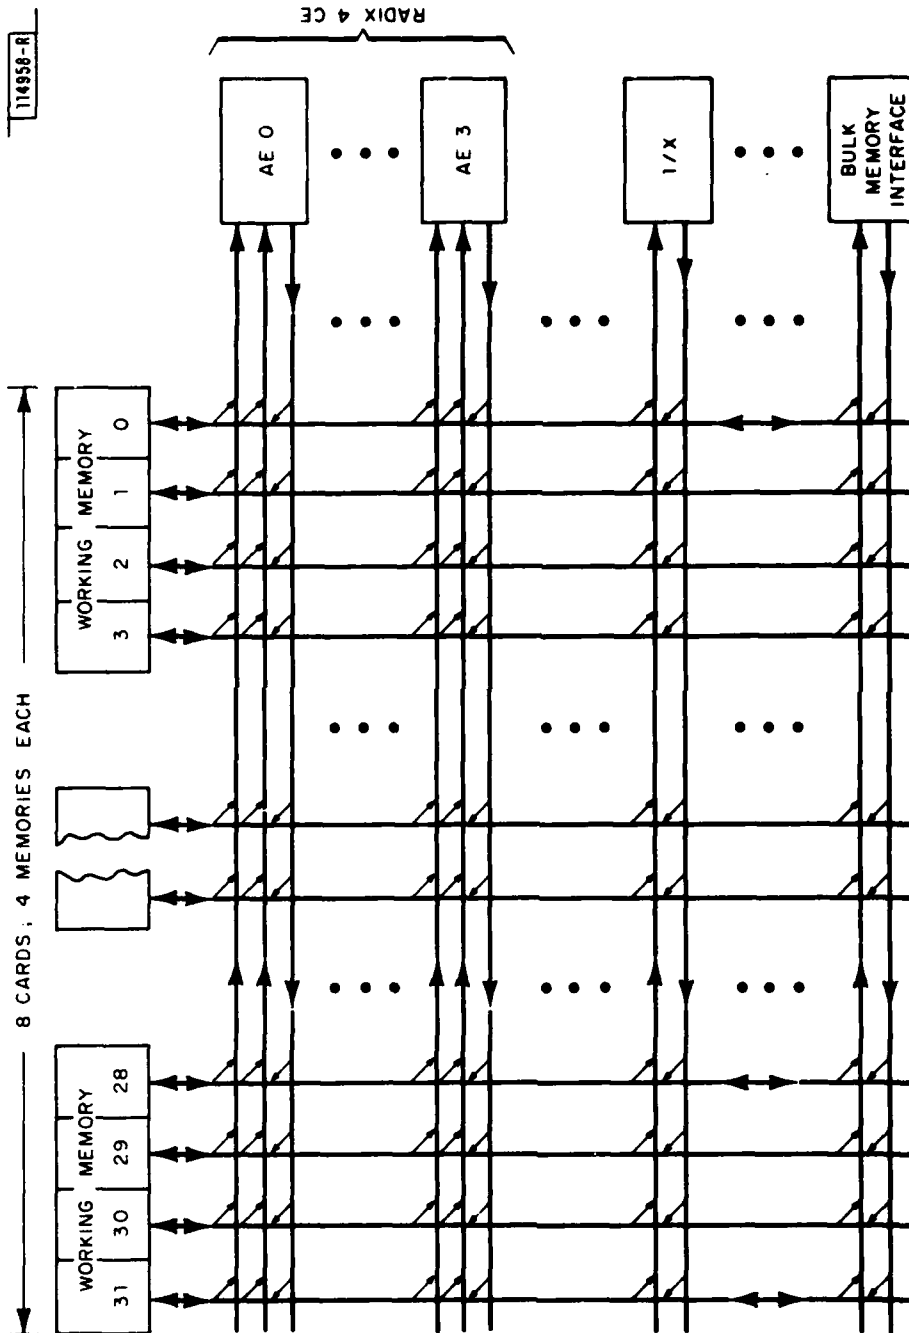 114958-R
8 CARDS; 4 MEMORIES EACH
WORKING MEMORY
31 30 29 28
WORKING MEMORY
3 2 1 0
RADIX 4 CE
AE 0
AE 3
1/X
BULK
MEMORY
INTERFACE